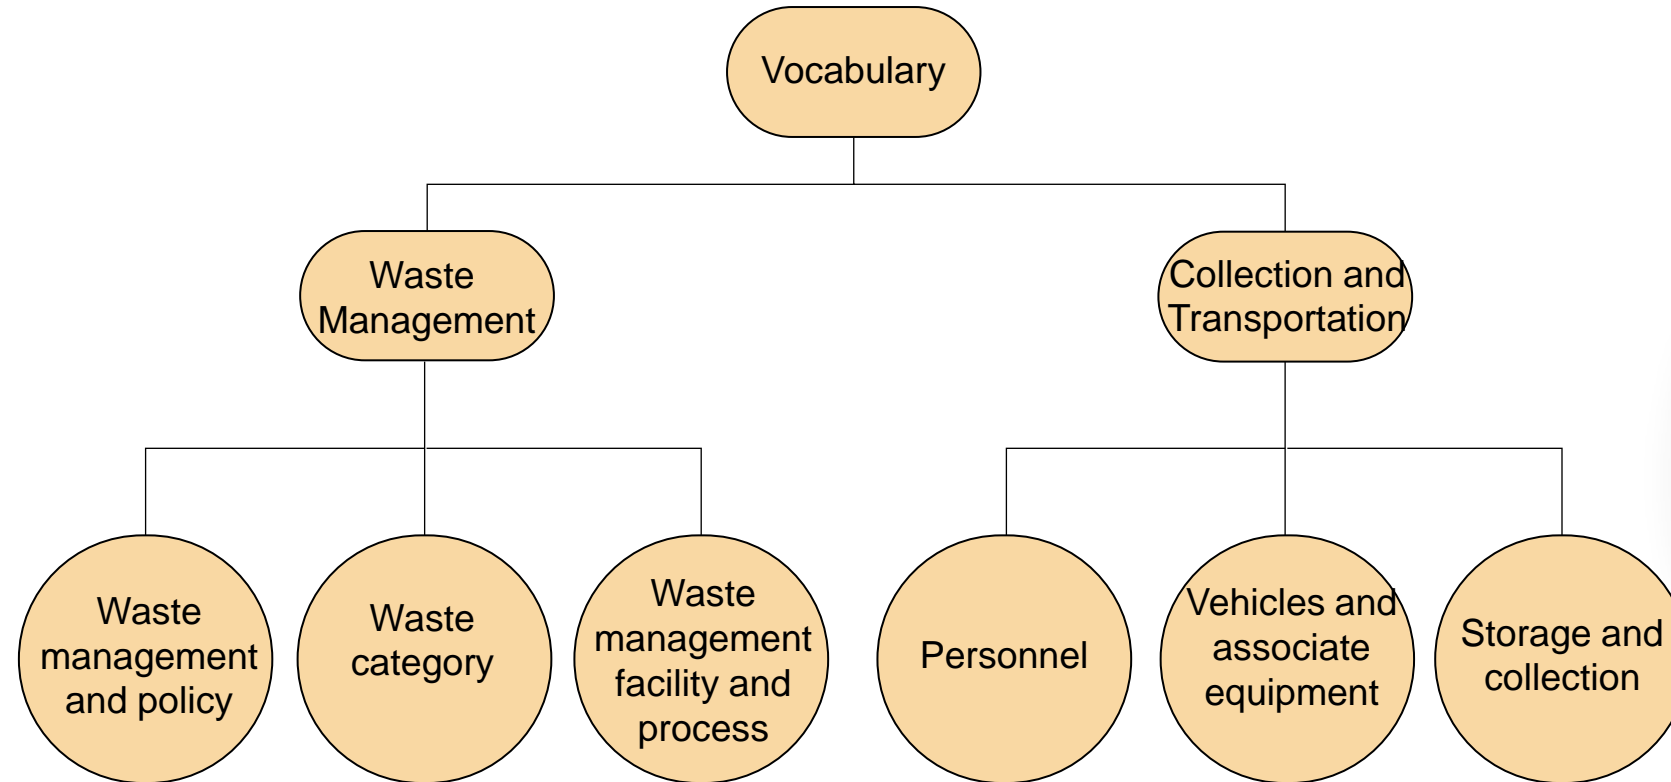 Vocabulary
Waste
Management
Collection and
Transportation
Waste
management
and policy
Waste
category
Waste
management
facility and
process
Personnel
Vehicles and
associate
equipment
Storage and
collection